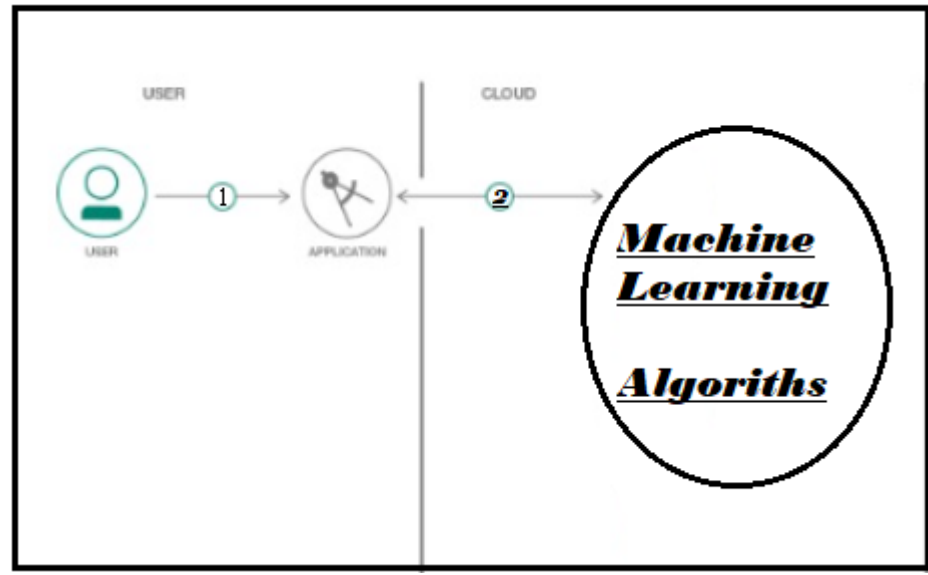 USER
CLOUD
1
2
USER
APPLICATION
Machine
Learning
Algoriths